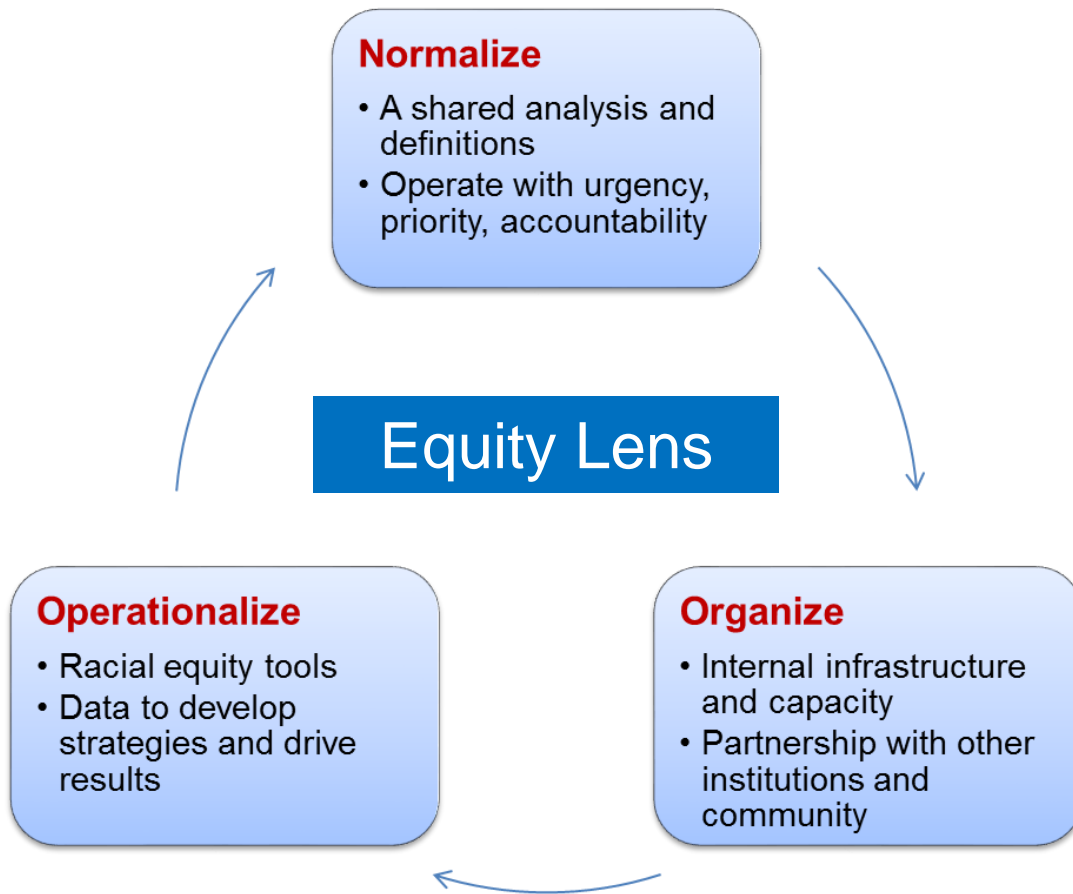 Normalize
• A shared analysis and
definitions
• Operate with urgency,
priority, accountability
Equity Lens
Operationalize
• Racial equity tools
• Data to develop
strategies and drive
results
Organize
• Internal infrastructure
and capacity
• Partnership with other
institutions and
community